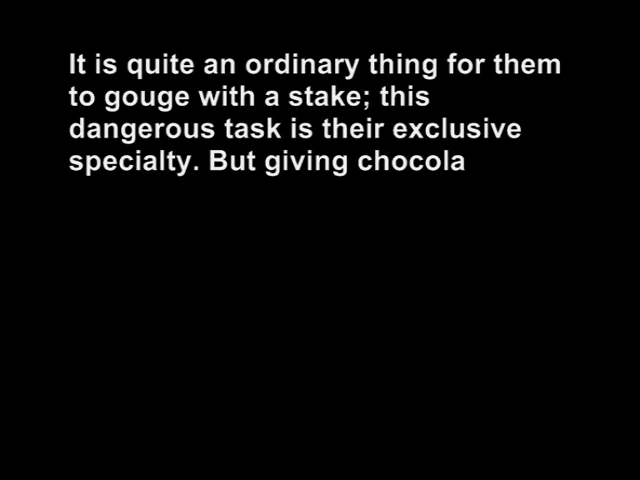 It is quite an ordinary thing for them
to gouge with a stake; this
dangerous task is their exclusive
specialty. But giving chocola